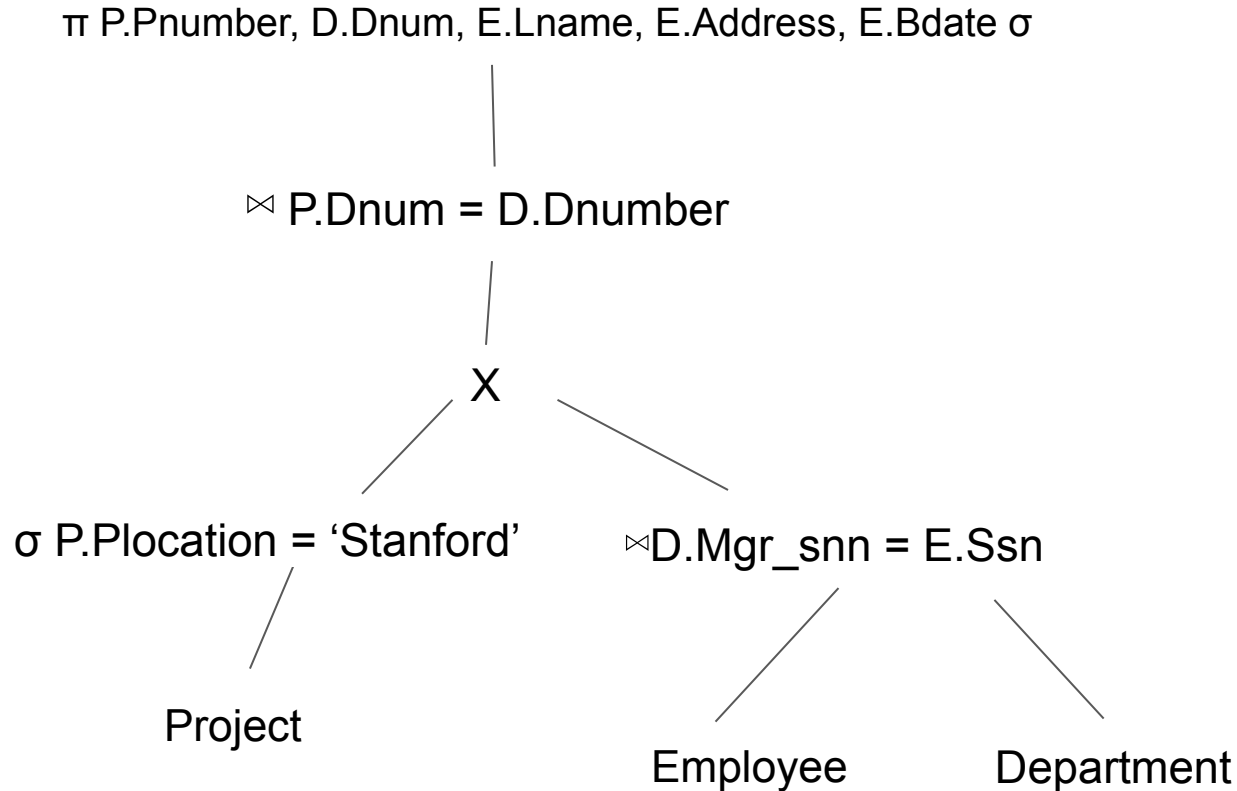 π P.Pnumber, D.Dnum, E.Lname, E.Address, E.Bdate σ
⋈ P.Dnum = D.Dnumber
X
σ P.Plocation = ‘Stanford’
⋈D.Mgr_snn = E.Ssn
Project
Employee
Department